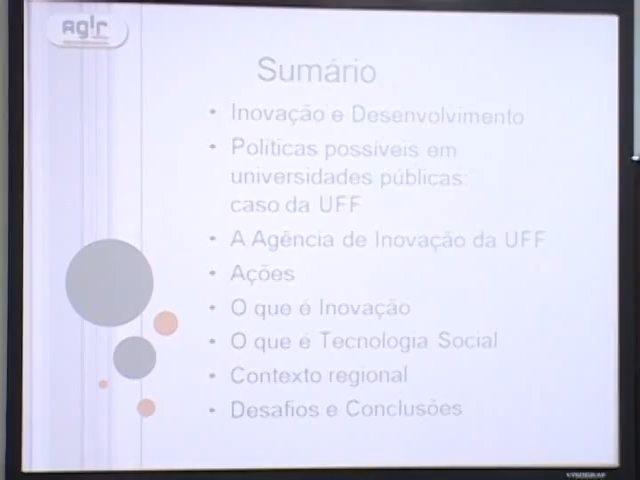 Agir
Sumário
• Inovação e Desenvolvimento
• Políticas possíveis em
universidades públicas:
caso da UFF
• A Agência de Inovação da UFF
• Ações
• O que é Inovação
• O que é Tecnologia Social
• Contexto regional
• Desafios e Conclusões